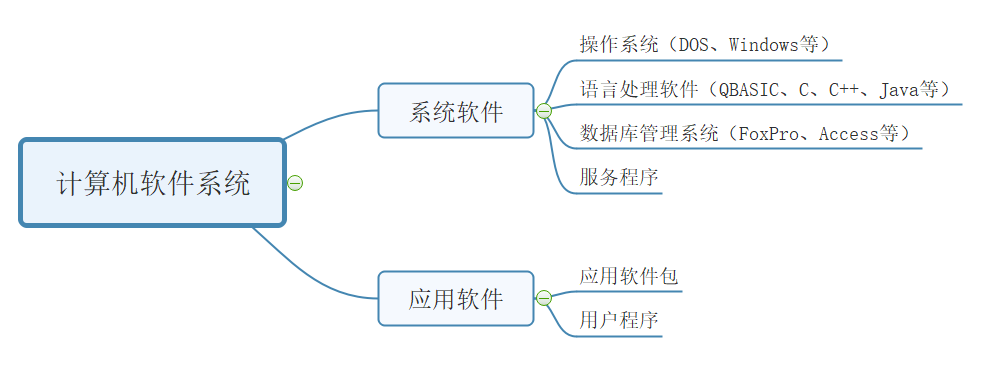 计算机软件系统
系统软件
操作系统（DOS、Windows等）
语言处理软件（QBASIC、C、C++、Java等）
数据库管理系统（FoxPro、Access等）
服务程序
应用软件
应用软件包
用户程序